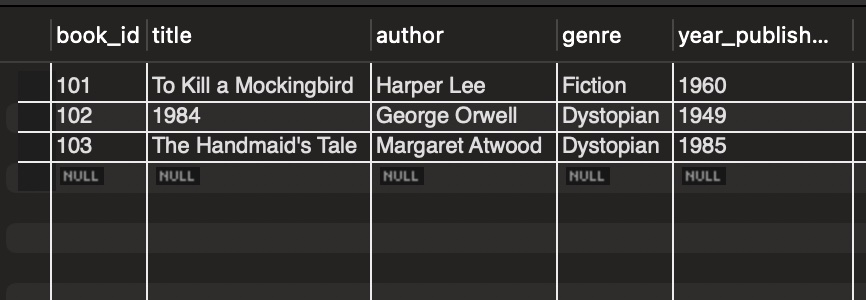 book_id title author genre year_publish...
101 To Kill a Mockingbird Harper Lee Fiction 1960
102 1984 George Orwell Dystopian 1949
103 The Handmaid's Tale Margaret Atwood Dystopian 1985
NULL NULL NULL NULL NULL